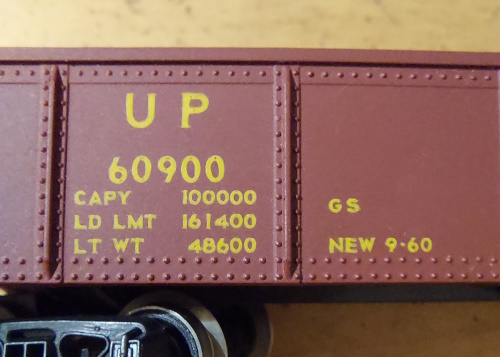 U P
60900
CAPY 100000
LD LMT 161400
LT WT 48600
GS
NEW 9-60